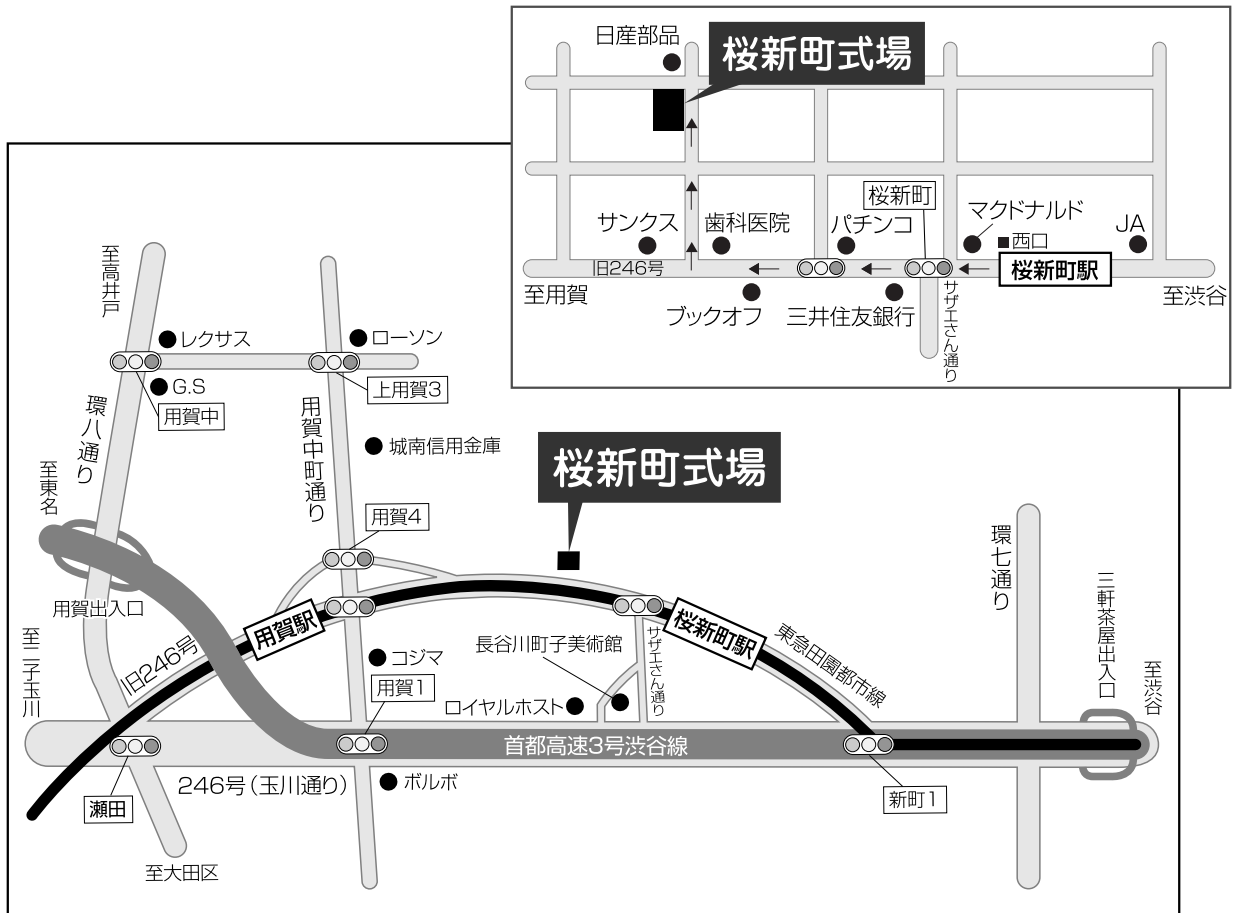 日産部品
桜新町式場
桜新町
サンクス
歯科医院
パチンコ
マクドナルド
JA
■西口
旧246号
桜新町駅
至用賀
ブックオフ
三井住友銀行
サザエさん通り
至渋谷
至高井戸
レクサス
ローソン
G.S
用賀中
上用賀3
環八通り
用賀中町通り
城南信用金庫
至東名
桜新町式場
用賀4
環七通り
用賀出入口
三軒茶屋出入口
至二子玉川
旧246号
用賀駅
桜新町駅
東急田園都市線
長谷川町子美術館
サザエさん通り
コジマ
用賀1
ロイヤルホスト
至渋谷
首都高速3号渋谷線
246号(玉川通り)
ボルボ
瀬田
新町1
至大田区